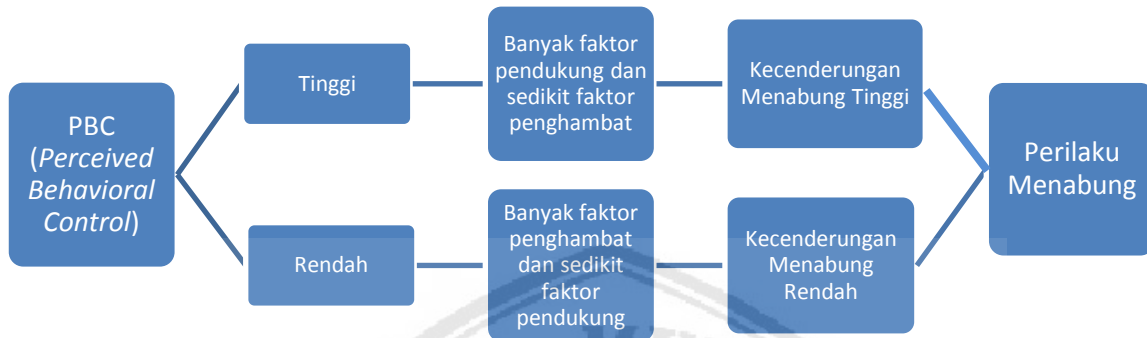 PBC
(Perceived
Behavioral
Control)
Tinggi
Banyak faktor
pendukung dan
sedikit faktor
penghambat
Kecenderungan
Menabung Tinggi
Rendah
Banyak faktor
penghambat
dan sedikit
faktor
pendukung
Kecenderungan
Menabung
Rendah
Perilaku
Menabung